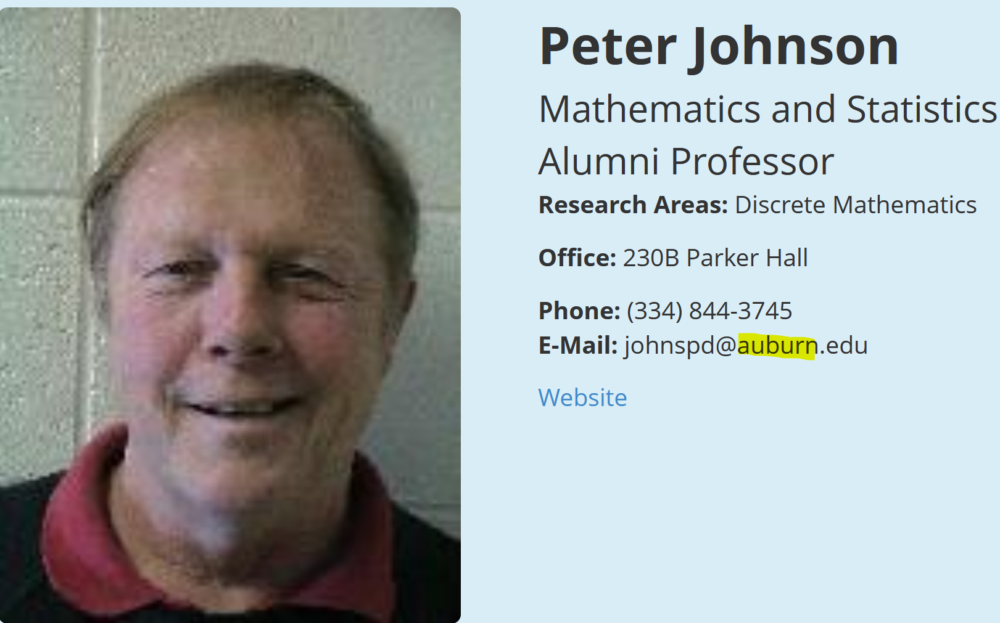 Peter Johnson
Mathematics and Statistics
Alumni Professor
Research Areas: Discrete Mathematics
Office: 230B Parker Hall
Phone: (334) 844-3745
E-Mail: johnspd@auburn.edu
Website